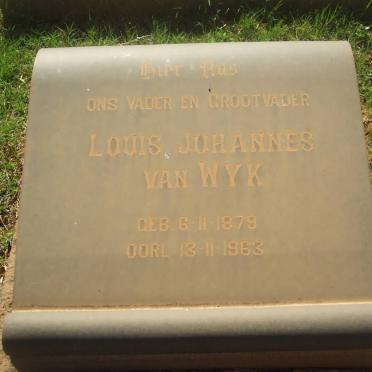 Hier Rus
ONS VADER EN GROOTVADER
LOUIS JOHANNES
VAN WYK
GEB. 6-11-1879
OORL. 13-11-1963